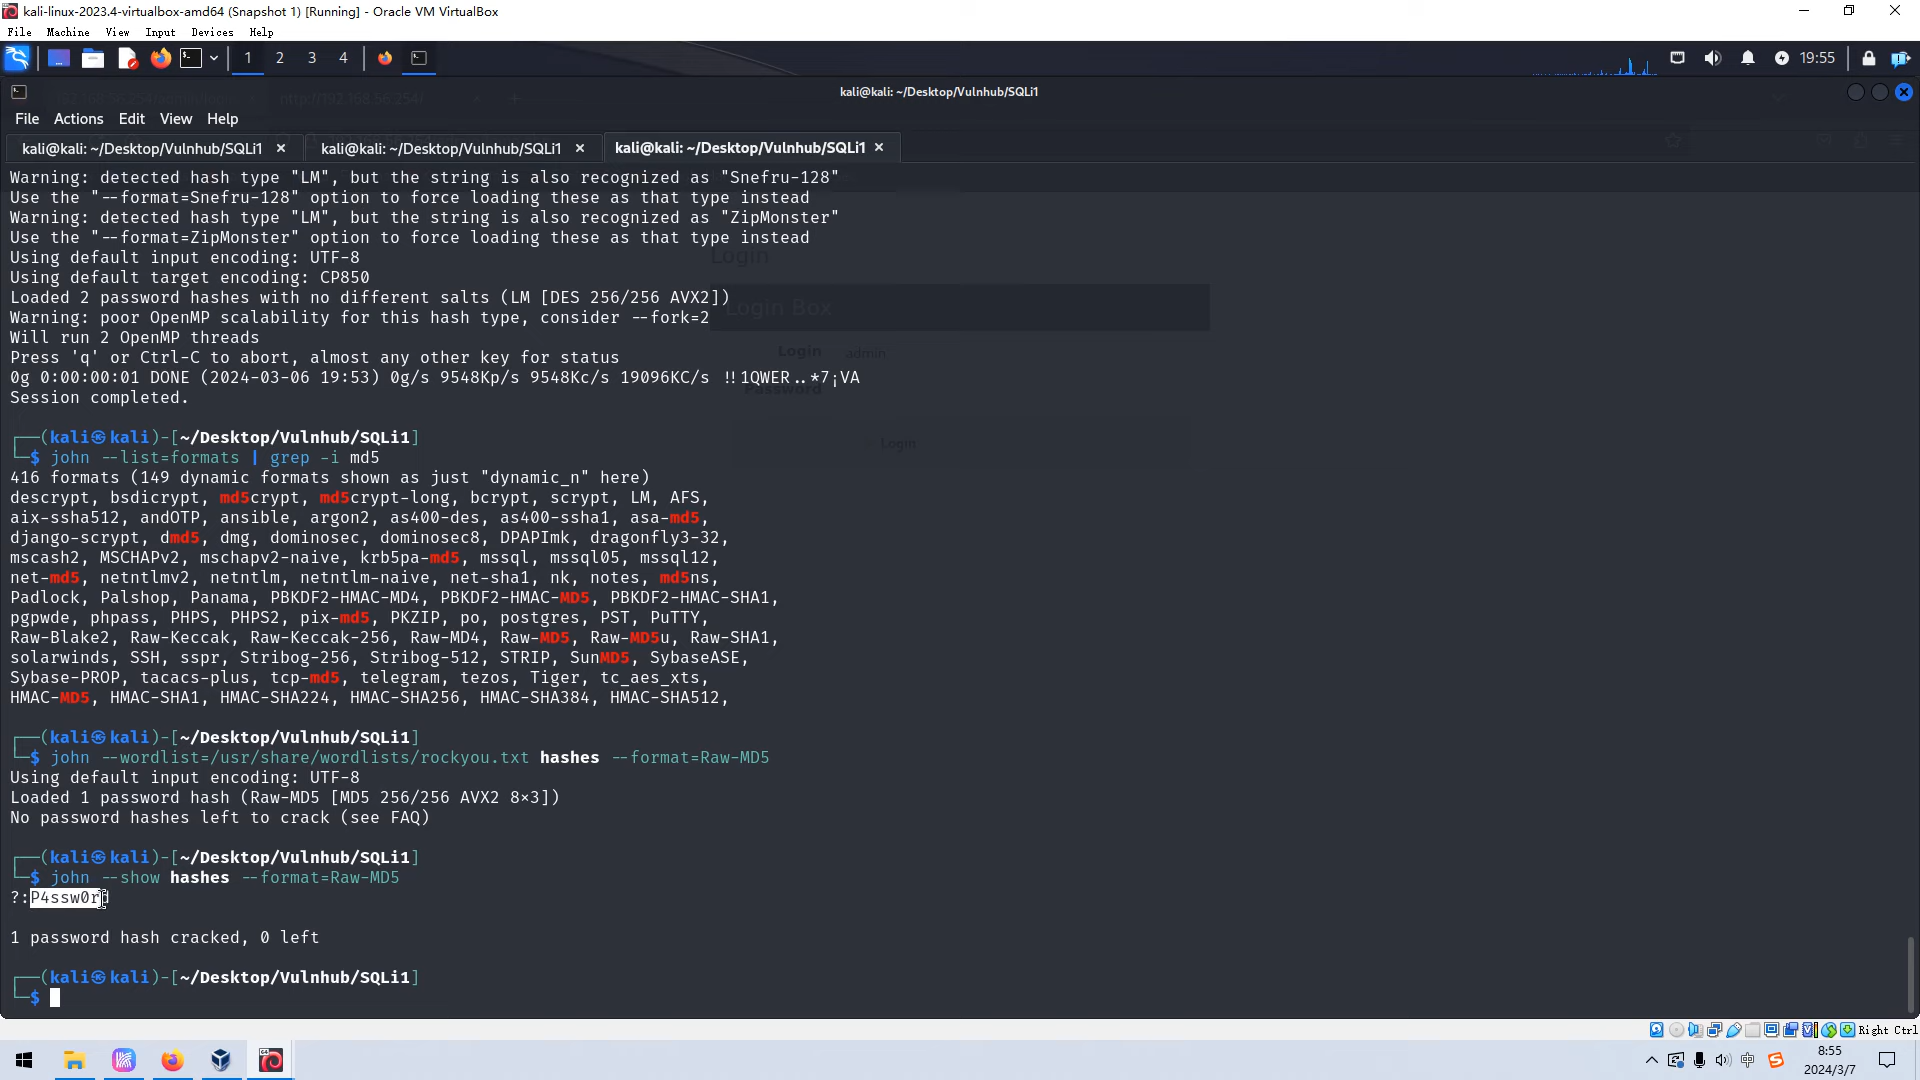 kali-linux-2023.4-virtualbox-amd64 (Snapshot 1) [Running] - Oracle VM VirtualBox
File Machine View Input Devices Help
1 2 3 4 19:55
kali@kali: ~/Desktop/Vulnhub/SQLi1
File Actions Edit View Help
kali@kali: ~/Desktop/Vulnhub/SQLi1 × kali@kali: ~/Desktop/Vulnhub/SQLi1 × kali@kali: ~/Desktop/Vulnhub/SQLi1 ×
Warning: detected hash type "LM", but the string is also recognized as "Snefru-128"
Use the "--format=Snefru-128" option to force loading these as that type instead
Warning: detected hash type "LM", but the string is also recognized as "ZipMonster"
Use the "--format=ZipMonster" option to force loading these as that type instead
Using default input encoding: UTF-8
Login
Using default target encoding: CP850
Loaded 2 password hashes with no different salts (LM [DES 256/256 AVX2])
Login Box
Warning: poor OpenMP scalability for this hash type, consider --fork=2
Will run 2 OpenMP threads
Login admin
Press 'q' or Ctrl-C to abort, almost any other key for status
0g 0:00:00:01 DONE (2024-03-06 19:53) 0g/s 9548Kp/s 9548Kc/s 19096KC/s !!1QWER..*7¡VA
Password
Session completed.
┌──(kali㉿kali)-[~/Desktop/Vulnhub/SQLi1]
Login
└─$ john --list=formats | grep -i md5
416 formats (149 dynamic formats shown as just "dynamic_n" here)
descrypt, bsdicrypt, md5crypt, md5crypt-long, bcrypt, scrypt, LM, AFS,
aix-ssha512, andOTP, ansible, argon2, as400-des, as400-ssha1, asa-md5,
django-scrypt, dmd5, dmg, dominosec, dominosec8, DPAPImk, dragonfly3-32,
mscash2, MSCHAPv2, mschapv2-naive, krb5pa-md5, mssql, mssql05, mssql12,
net-md5, netntlmv2, netntlm, netntlm-naive, net-sha1, nk, notes, md5ns,
Padlock, Palshop, Panama, PBKDF2-HMAC-MD4, PBKDF2-HMAC-MD5, PBKDF2-HMAC-SHA1,
pgpwde, phpass, PHPS, PHPS2, pix-md5, PKZIP, po, postgres, PST, PuTTY,
Raw-Blake2, Raw-Keccak, Raw-Keccak-256, Raw-MD4, Raw-MD5, Raw-MD5u, Raw-SHA1,
solarwinds, SSH, sspr, Stribog-256, Stribog-512, STRIP, SunMD5, SybaseASE,
Sybase-PROP, tacacs-plus, tcp-md5, telegram, tezos, Tiger, tc_aes_xts,
HMAC-MD5, HMAC-SHA1, HMAC-SHA224, HMAC-SHA256, HMAC-SHA384, HMAC-SHA512,
┌──(kali㉿kali)-[~/Desktop/Vulnhub/SQLi1]
└─$ john --wordlist=/usr/share/wordlists/rockyou.txt hashes --format=Raw-MD5
Using default input encoding: UTF-8
Loaded 1 password hash (Raw-MD5 [MD5 256/256 AVX2 8×3])
No password hashes left to crack (see FAQ)
┌──(kali㉿kali)-[~/Desktop/Vulnhub/SQLi1]
└─$ john --show hashes --format=Raw-MD5
?:P4ssw0rd
1 password hash cracked, 0 left
┌──(kali㉿kali)-[~/Desktop/Vulnhub/SQLi1]
└─$
Right Ctrl
中 8:55
2024/3/7